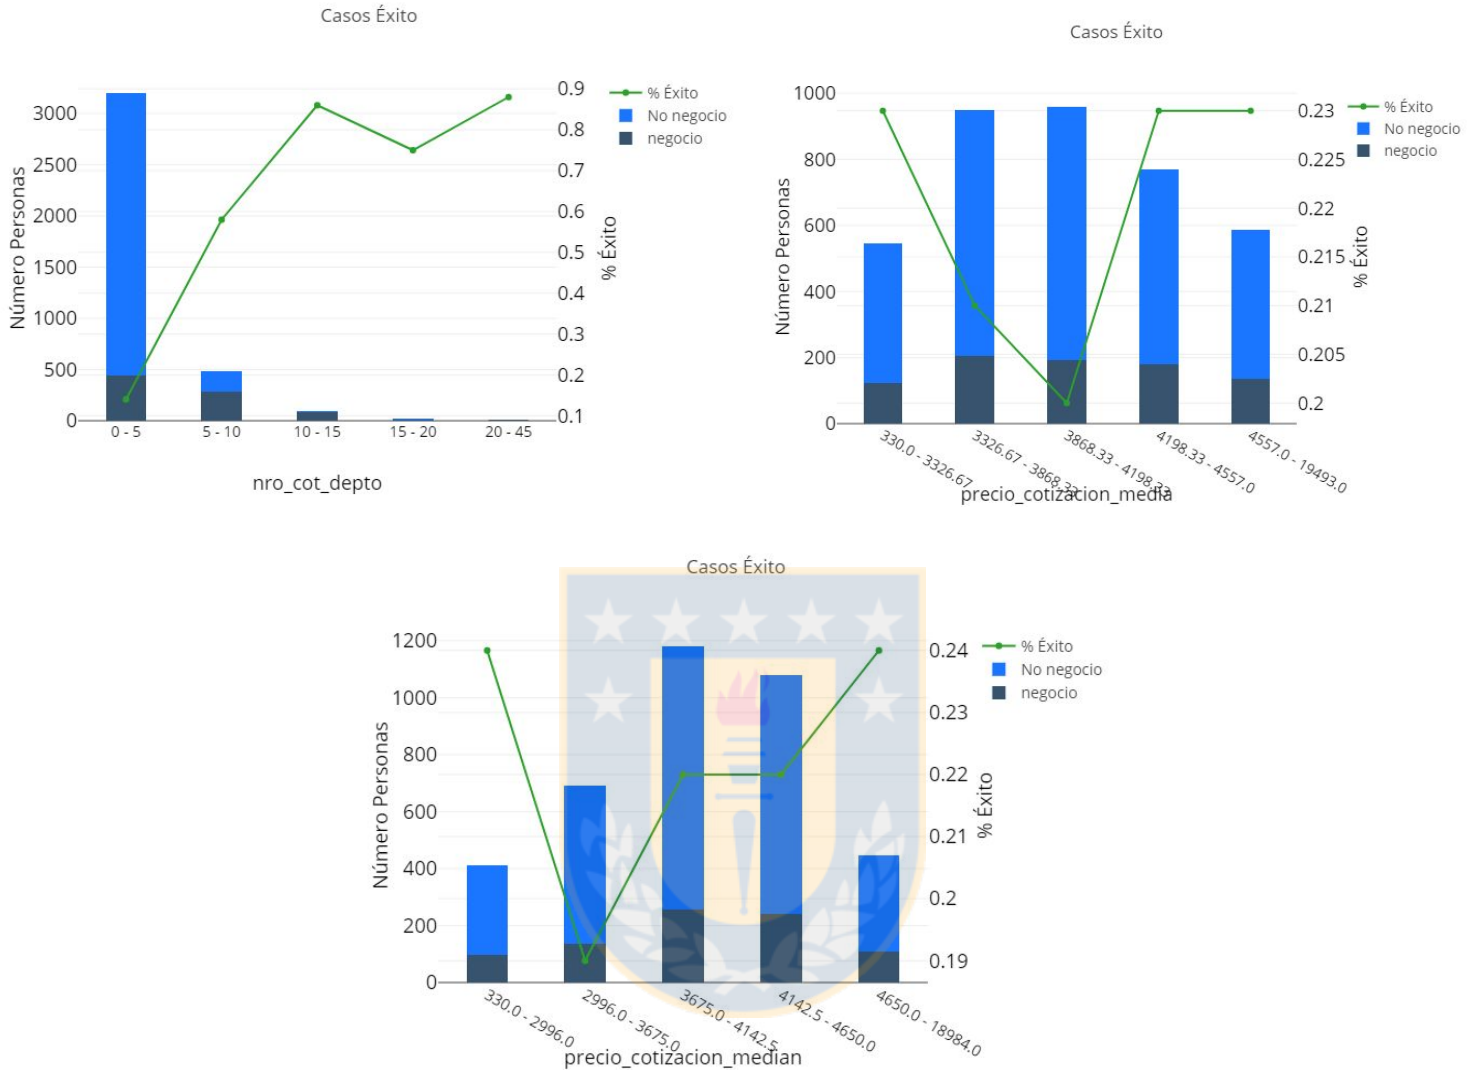 Casos Éxito
3000
2500
2000
1500
1000
500
0
Número Personas
0 - 5
5 - 10
10 - 15
15 - 20
20 - 45
nro_cot_depto
0.9
0.8
0.7
0.6
0.5
0.4
0.3
0.2
0.1
% Éxito
% Éxito
No negocio
negocio
Casos Éxito
1000
800
600
400
200
0
Número Personas
330.0 - 3326.67
3326.67 - 3868.33
3868.33 - 4198.33
4198.33 - 4557.0
4557.0 - 19493.0
precio_cotizacion_media
0.23
0.225
0.22
0.215
0.21
0.205
0.2
% Éxito
% Éxito
No negocio
negocio
Casos Éxito
1200
1000
800
600
400
200
0
Número Personas
330.0 - 2996.0
2996.0 - 3675.0
3675.0 - 4142.5
4142.5 - 4650.0
4650.0 - 18984.0
precio_cotizacion_median
0.24
0.23
0.22
0.21
0.2
0.19
% Éxito
% Éxito
No negocio
negocio